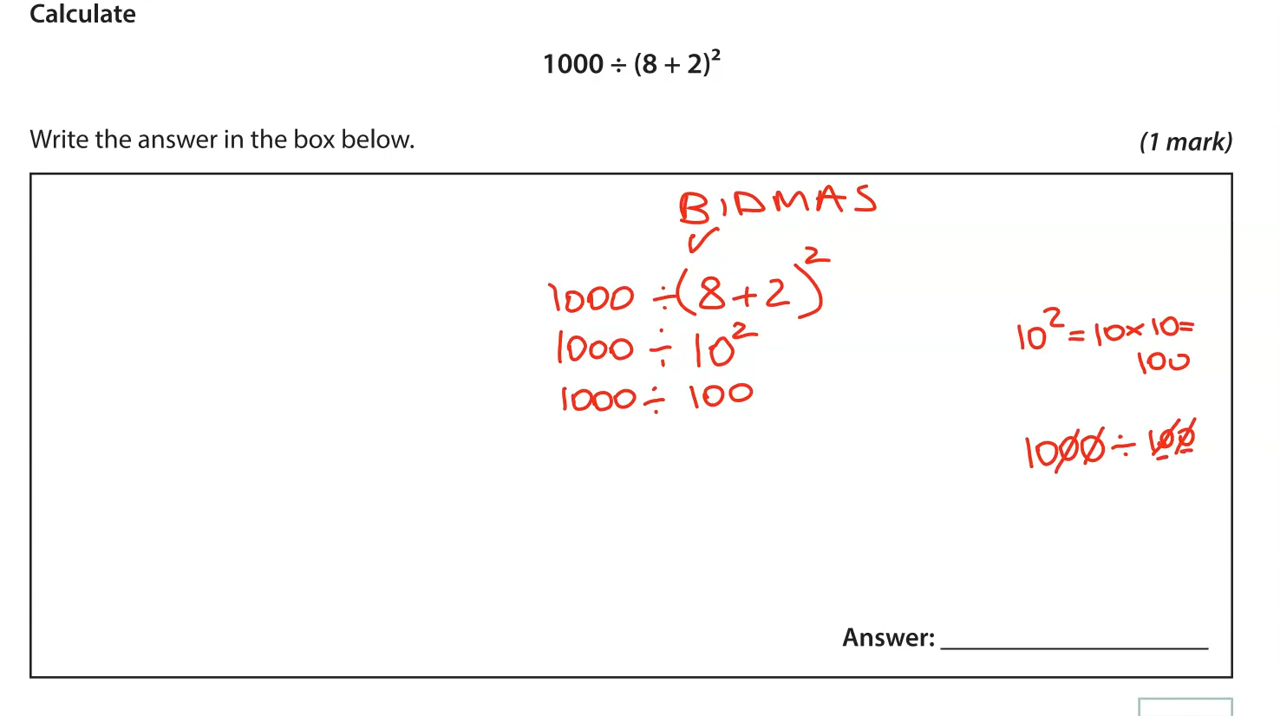 Calculate
1000 ÷ (8 + 2)²
Write the answer in the box below.
(1 mark)
BIDMAS
✓
1000 ÷ (8 + 2)²
1000 ÷ 10²
1000 ÷ 100
10² = 10 × 10 =
100
1000 ÷ 100
Answer: